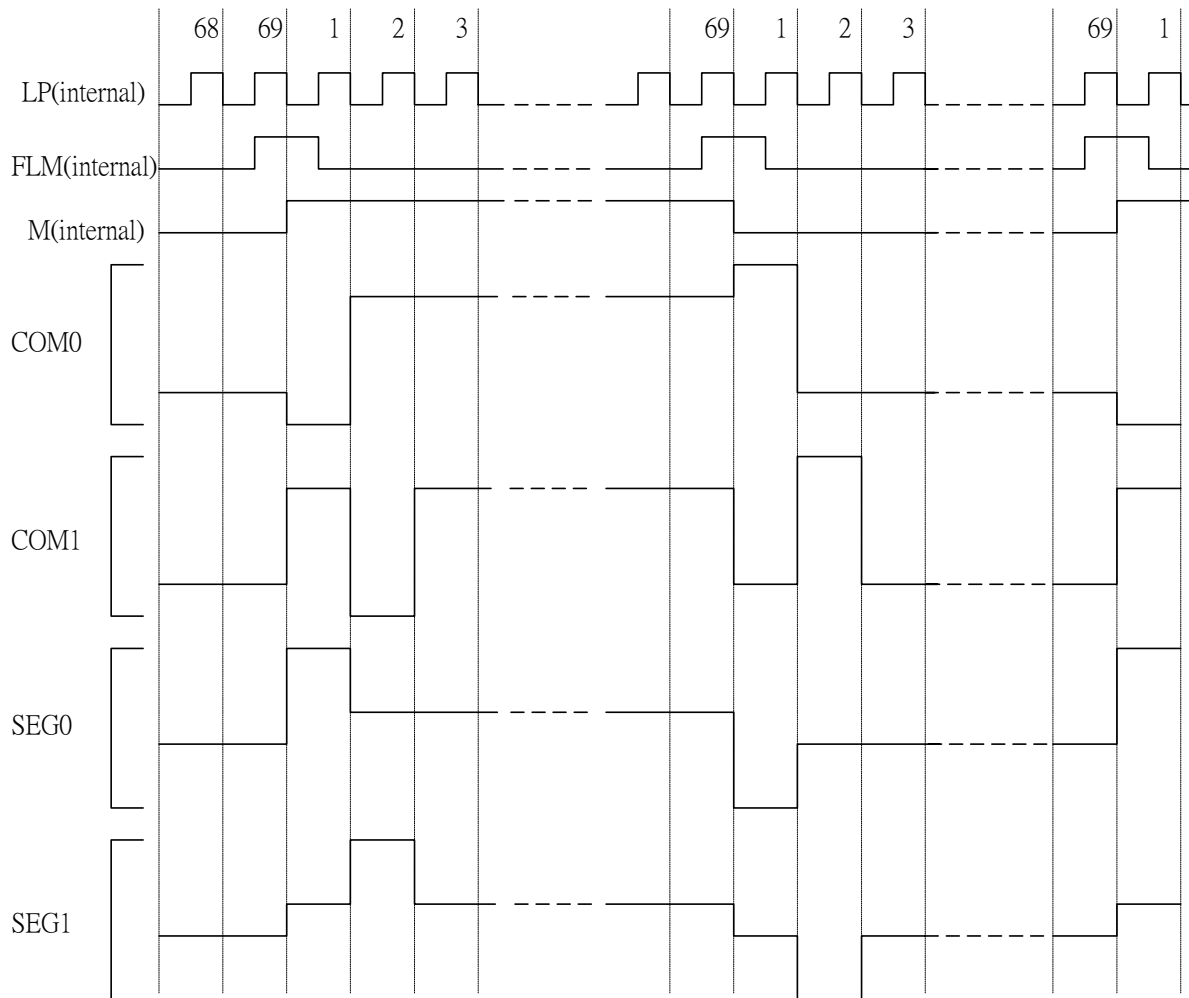 68 69 1 2 3 69 1 2 3 69 1
LP(internal)
FLM(internal)
M(internal)
COM0
COM1
SEG0
SEG1